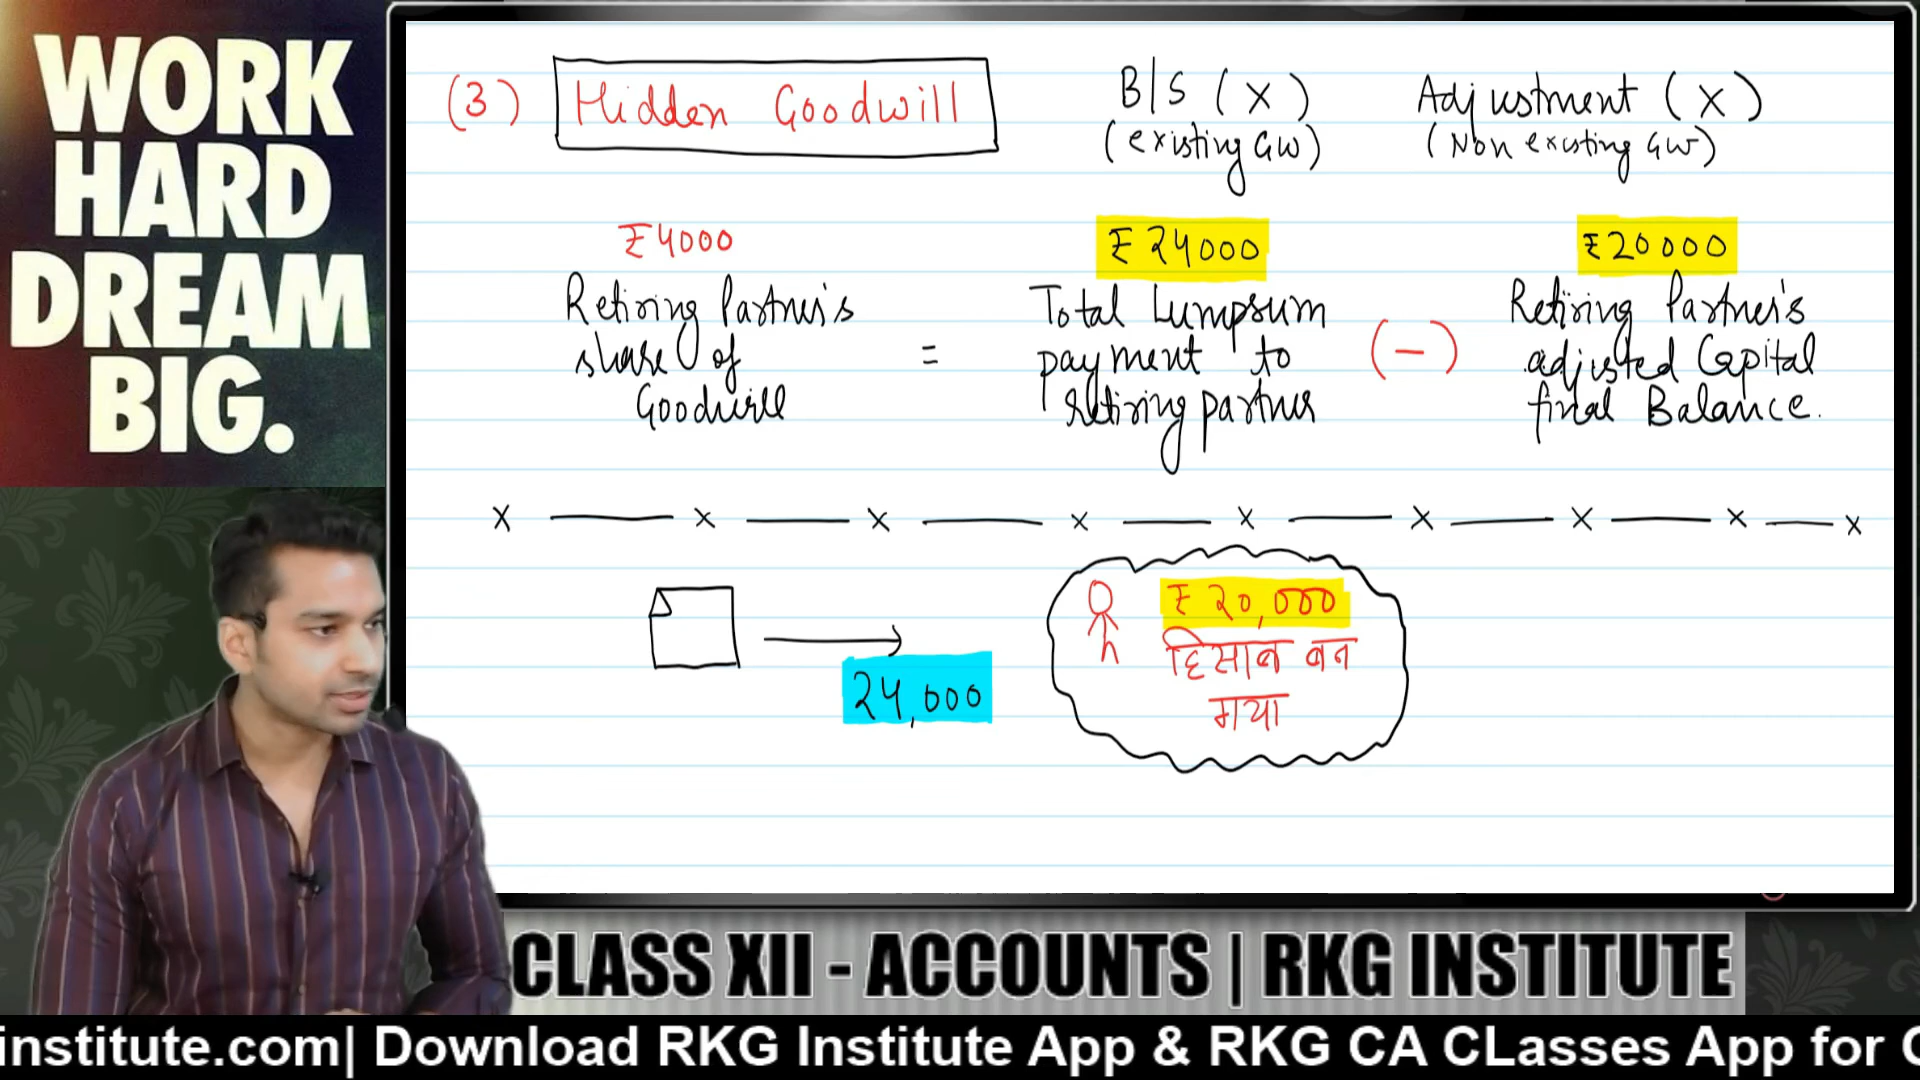 WORK
HARD
DREAM
BIG.
(3) Hidden Goodwill B/S (X) Adjustment (X)
(existing GW) (Non existing GW)
₹4000 ₹24000 ₹20000
Retiring Partner's = Total Lumpsum (-) Retiring Partner's
share of payment to adjusted Capital
Goodwill retiring partner final Balance.
x — x — x — x — x — x — x — x — x
₹20,000
हिसाब बन
गया
24,000
CLASS XII - ACCOUNTS | RKG INSTITUTE
institute.com| Download RKG Institute App & RKG CA CLasses App for C